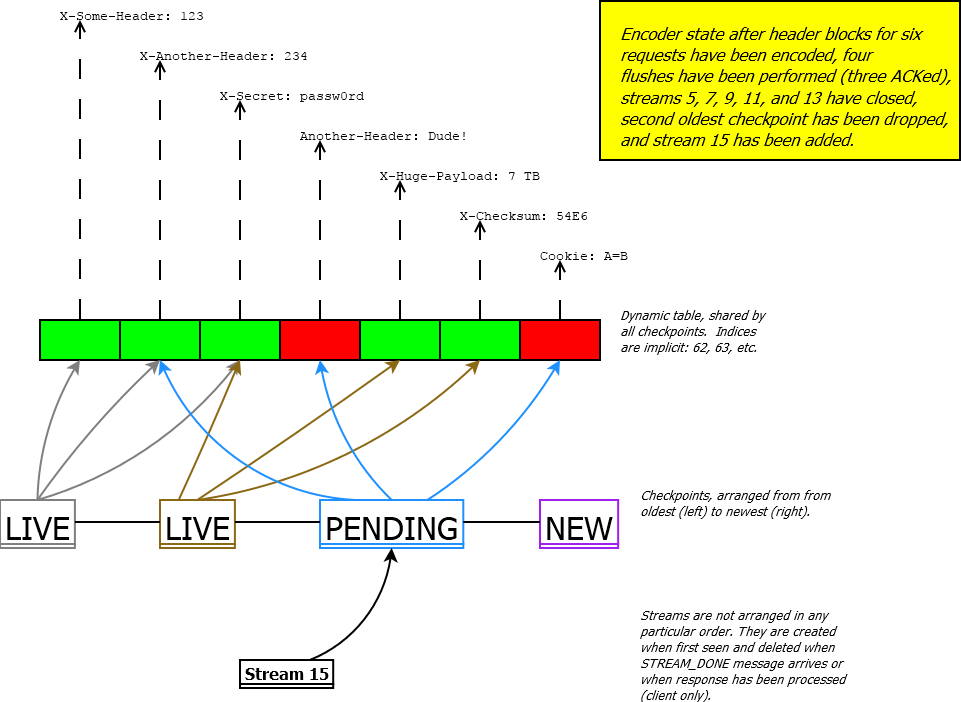 X-Some-Header: 123
X-Another-Header: 234
X-Secret: passw0rd
Another-Header: Dude!
X-Huge-Payload: 7 TB
X-Checksum: 54E6
Cookie: A=B
Encoder state after header blocks for six
requests have been encoded, four
flushes have been performed (three ACKed),
streams 5, 7, 9, 11, and 13 have closed,
second oldest checkpoint has been dropped,
and stream 15 has been added.
Dynamic table, shared by
all checkpoints.  Indices
are implicit: 62, 63, etc.
LIVE
LIVE
PENDING
NEW
Checkpoints, arranged from from
oldest (left) to newest (right).
Stream 15
Streams are not arranged in any
particular order. They are created
when first seen and deleted when
STREAM_DONE message arrives or
when response has been processed
(client only).